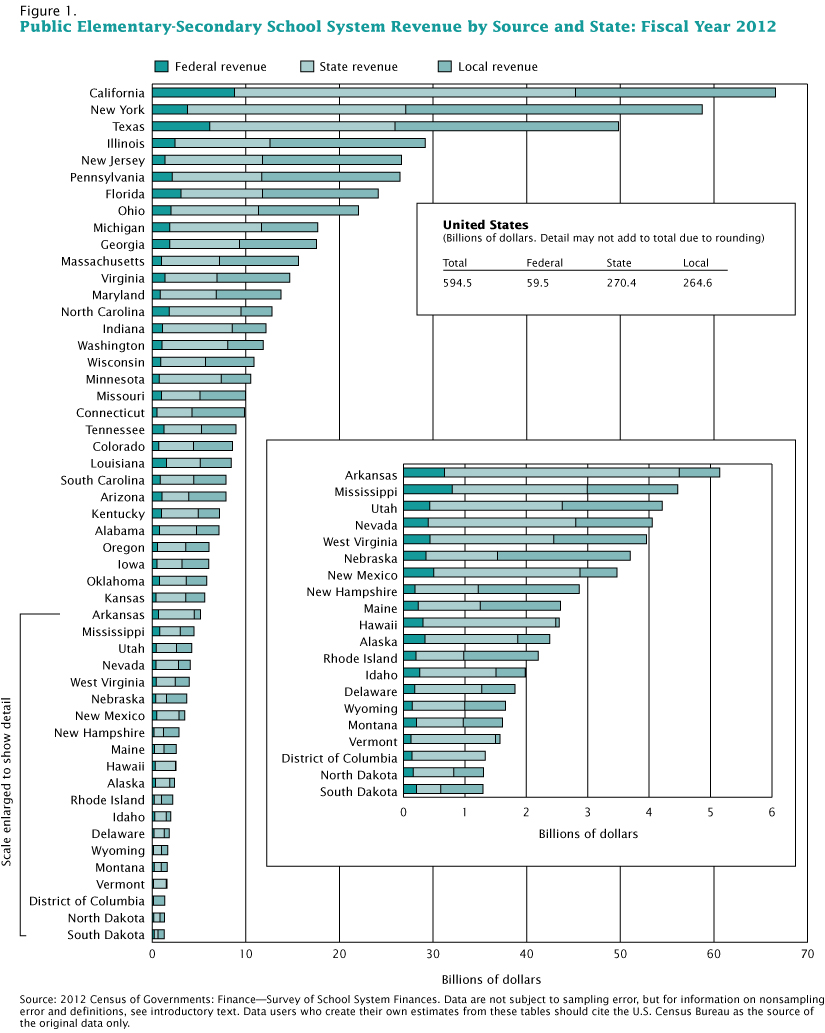 Figure 1.
Public Elementary-Secondary School System Revenue by Source and State: Fiscal Year 2012
Federal revenue State revenue Local revenue
California
New York
Texas
Illinois
New Jersey
Pennsylvania
Florida
Ohio
Michigan
Georgia
Massachusetts
Virginia
Maryland
North Carolina
Indiana
Washington
Wisconsin
Minnesota
Missouri
Connecticut
Tennessee
Colorado
Louisiana
South Carolina
Arizona
Kentucky
Alabama
Oregon
Iowa
Oklahoma
Kansas
Arkansas
Mississippi
Utah
Nevada
West Virginia
Nebraska
New Mexico
New Hampshire
Maine
Hawaii
Alaska
Rhode Island
Idaho
Delaware
Wyoming
Montana
Vermont
District of Columbia
North Dakota
South Dakota
0 10 20 30 40 50 60 70
Billions of dollars
Scale enlarged to show detail
United States
(Billions of dollars. Detail may not add to total due to rounding)
Total Federal State Local
594.5 59.5 270.4 264.6
Arkansas
Mississippi
Utah
Nevada
West Virginia
Nebraska
New Mexico
New Hampshire
Maine
Hawaii
Alaska
Rhode Island
Idaho
Delaware
Wyoming
Montana
Vermont
District of Columbia
North Dakota
South Dakota
0 1 2 3 4 5 6
Billions of dollars
Source: 2012 Census of Governments: Finance—Survey of School System Finances. Data are not subject to sampling error, but for information on nonsampling
error and definitions, see introductory text. Data users who create their own estimates from these tables should cite the U.S. Census Bureau as the source of
the original data only.